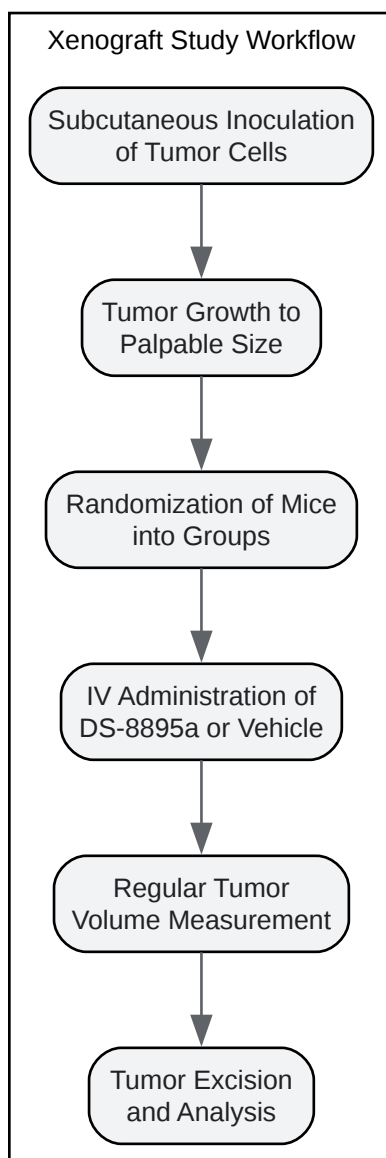 Xenograft Study Workflow
Subcutaneous Inoculation
of Tumor Cells
Tumor Growth to
Palpable Size
Randomization of Mice
into Groups
IV Administration of
DS-8895a or Vehicle
Regular Tumor
Volume Measurement
Tumor Excision
and Analysis